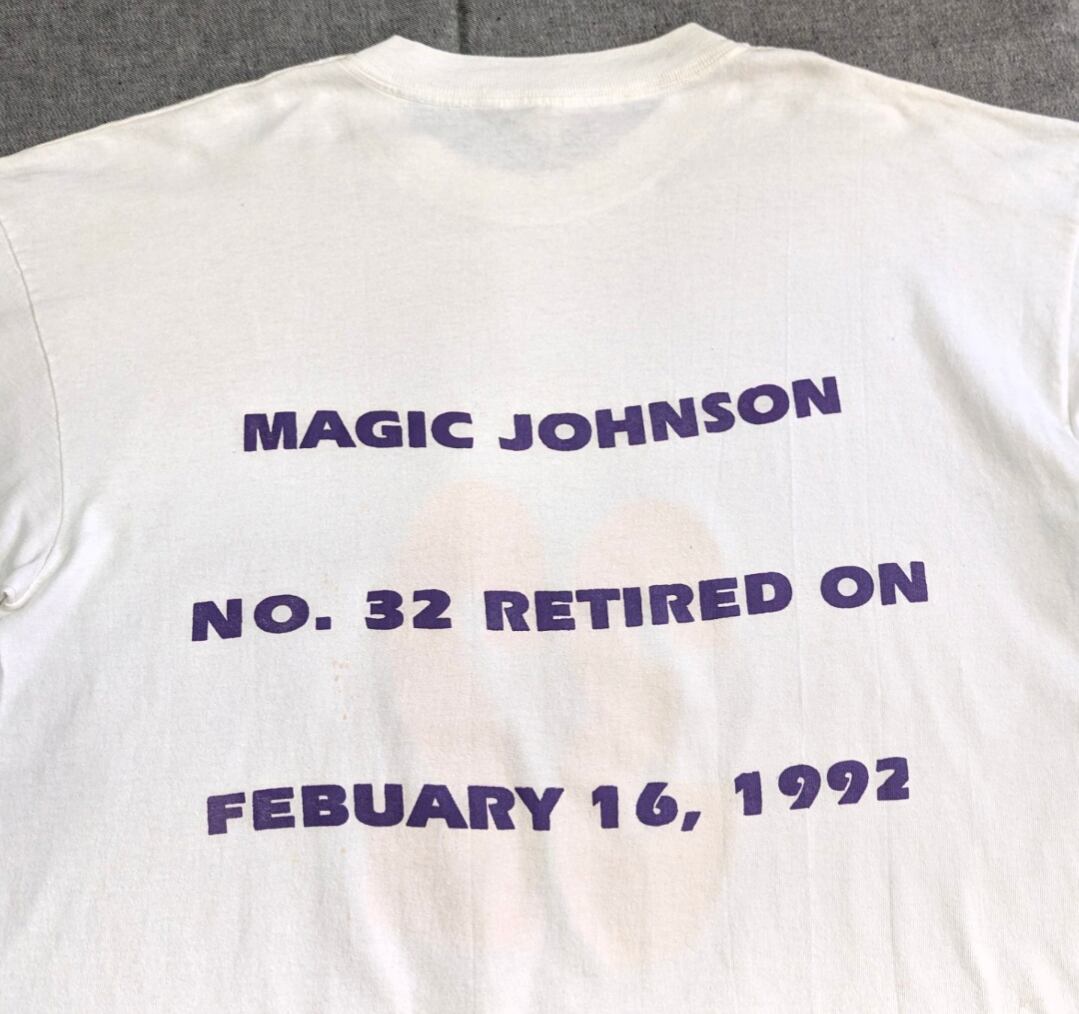 MAGIC JOHNSON
NO. 32 RETIRED ON
FEBUARY 16, 1992